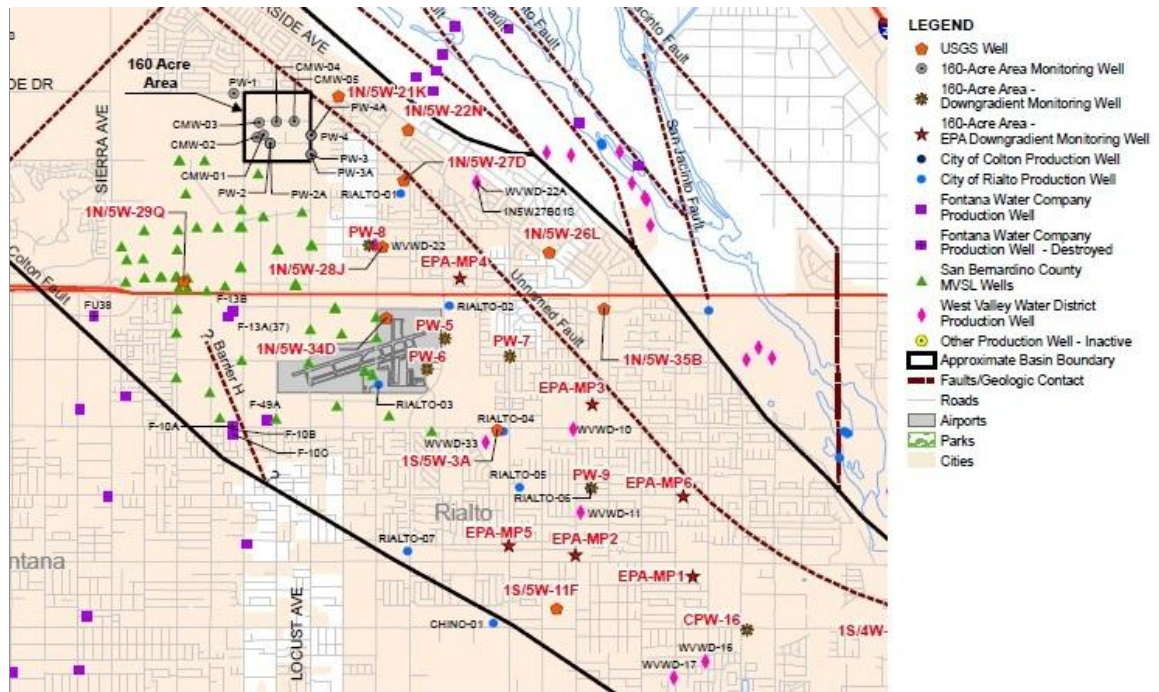 KSIDE AVE
Jacinto Fault
San Jacinto Fault
160 Acre
Area
DE DR
SIERRA AVE
PW-1
CMW-04
CMW-05
1N/5W-21K
1N/5W-22N
PW-4A
CMW-03
PW-4
CMW-02
PW-3
PW-3A
CMW-01
PW-2
PW-2A
1N/5W-27D
RIALTO-01
WVWD-22A
1N5W27B01S
1N/5W-29Q
PW-8
WVWD-22
1N/5W-28J
1N/5W-26L
EPA-MP4
Unnamed Fault
Colton Fault
FU38
F-13B
F-13A(37)
RIALTO-02
1N/5W-34D
PW-5
PW-6
PW-7
1N/5W-35B
?
Barrier H
EPA-MP3
RIALTO-03
F-49A
F-10A
F-10B
F-10C
?
RIALTO-04
WVWD-10
WVWD-33
1S/5W-3A
RIALTO-05
PW-9
RIALTO-06
EPA-MP6
Rialto
WVWD-11
EPA-MP5
EPA-MP2
RIALTO-07
ntana
EPA-MP1
1S/5W-11F
LOCUST AVE
CHINO-01
CPW-16
1S/4W-
WVWD-16
WVWD-17
LEGEND
USGS Well
160-Acre Area Monitoring Well
160-Acre Area -
Downgradient Monitoring Well
160-Acre Area -
EPA Downgradient Monitoring Well
City of Colton Production Well
City of Rialto Production Well
Fontana Water Company
Production Well
Fontana Water Company
Production Well - Destroyed
San Bernardino County
MVSL Wells
West Valley Water District
Production Well
Other Production Well - Inactive
Approximate Basin Boundary
Faults/Geologic Contact
Roads
Airports
Parks
Cities